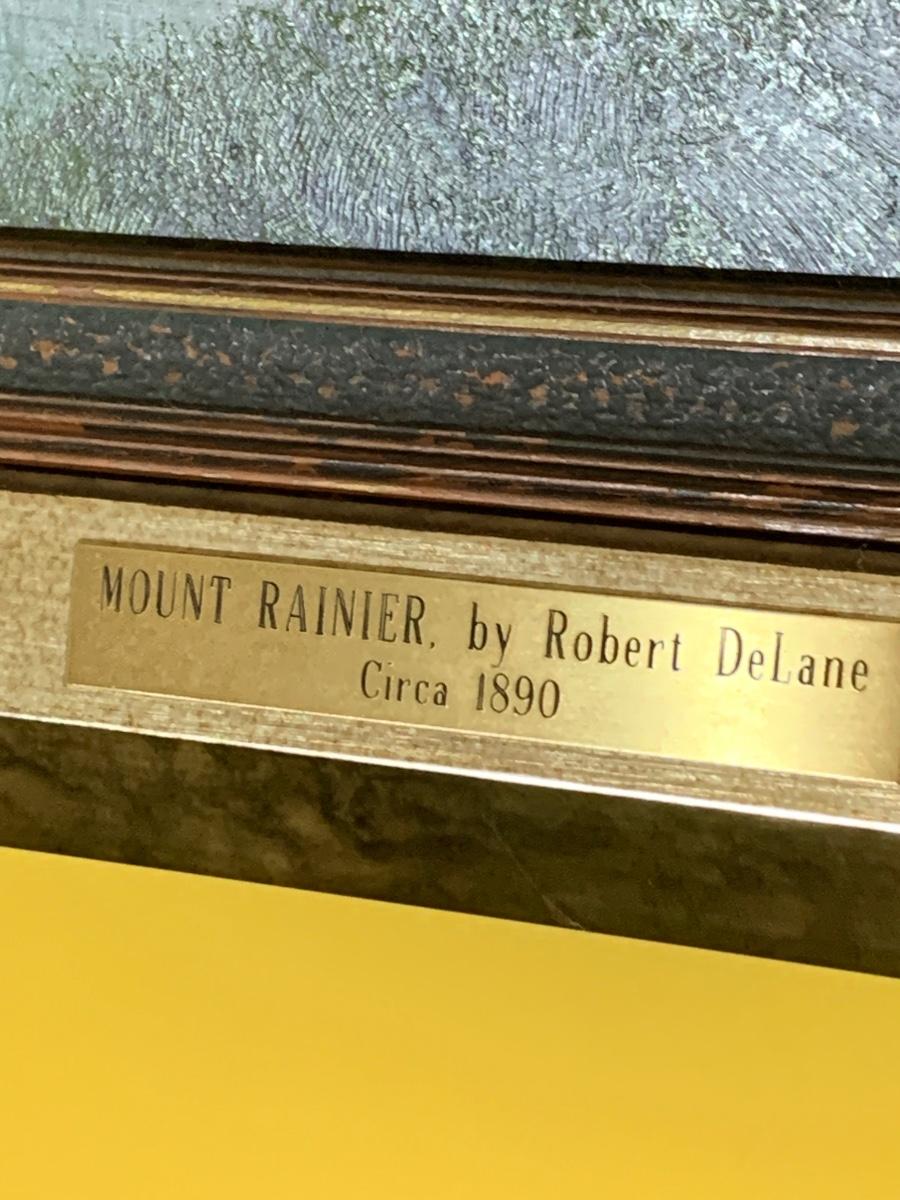 MOUNT RAINIER, by Robert DeLane
Circa 1890